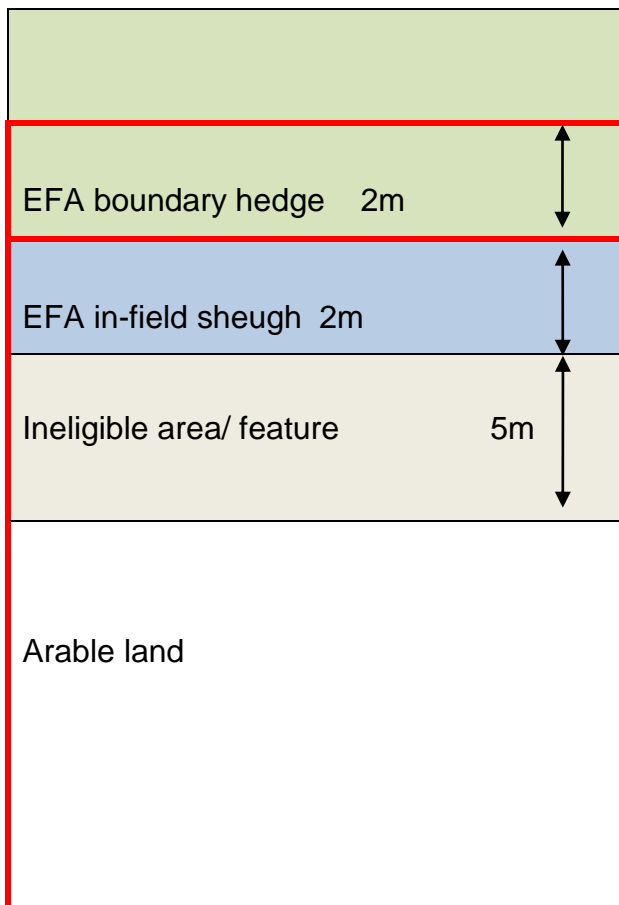 EFA boundary hedge 2m
EFA in-field sheugh 2m
Ineligible area/ feature 5m
Arable land